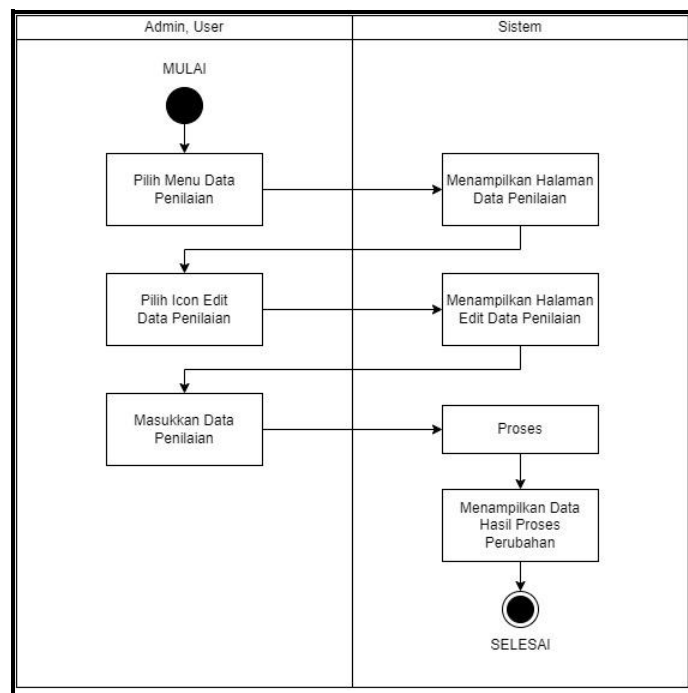 Admin, User
Sistem
MULAI
Pilih Menu Data
Penilaian
Menampilkan Halaman
Data Penilaian
Pilih Icon Edit
Data Penilaian
Menampilkan Halaman
Edit Data Penilaian
Masukkan Data
Penilaian
Proses
Menampilkan Data
Hasil Proses
Perubahan
SELESAI